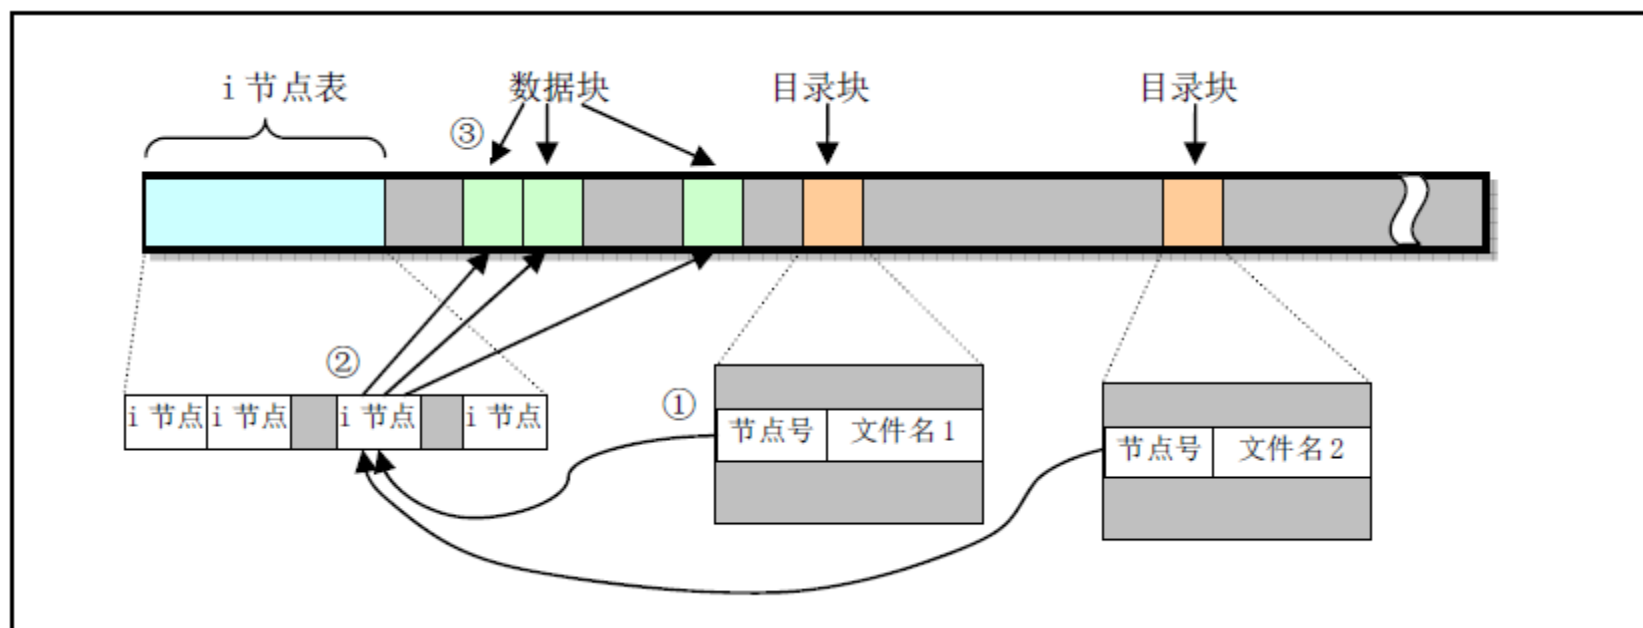 i 节点表 数据块 目录块 目录块
③
②
i 节点 i 节点 i 节点 i 节点
①
节点号 文件名1
节点号 文件名2